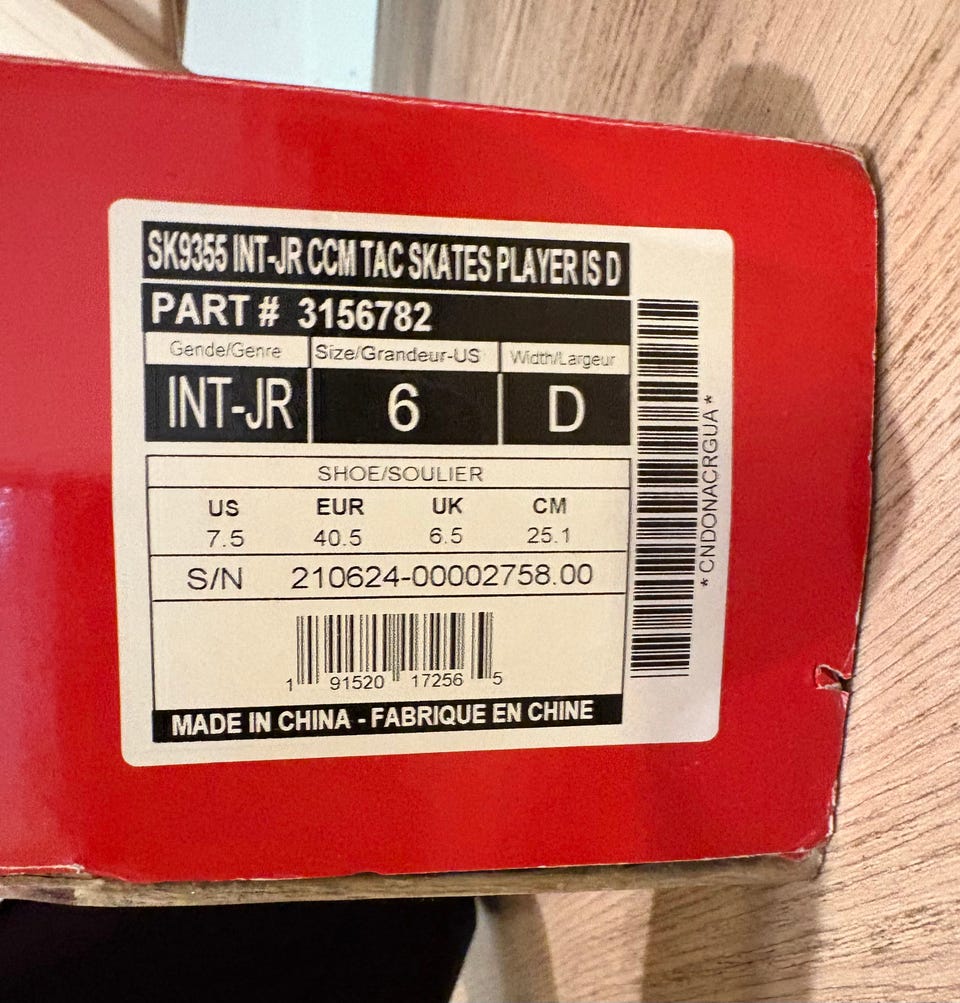 SK9355 INT-JR CCM TAC SKATES PLAYER IS D
PART # 3156782
Gende/Genre Size/Grandeur-US Width/Largeur
INT-JR 6 D
SHOE/SOULIER
US EUR UK CM
7.5 40.5 6.5 25.1
S/N 210624-00002758.00
1 91520 17256 5
MADE IN CHINA - FABRIQUE EN CHINE
*CNDONACRGUA*